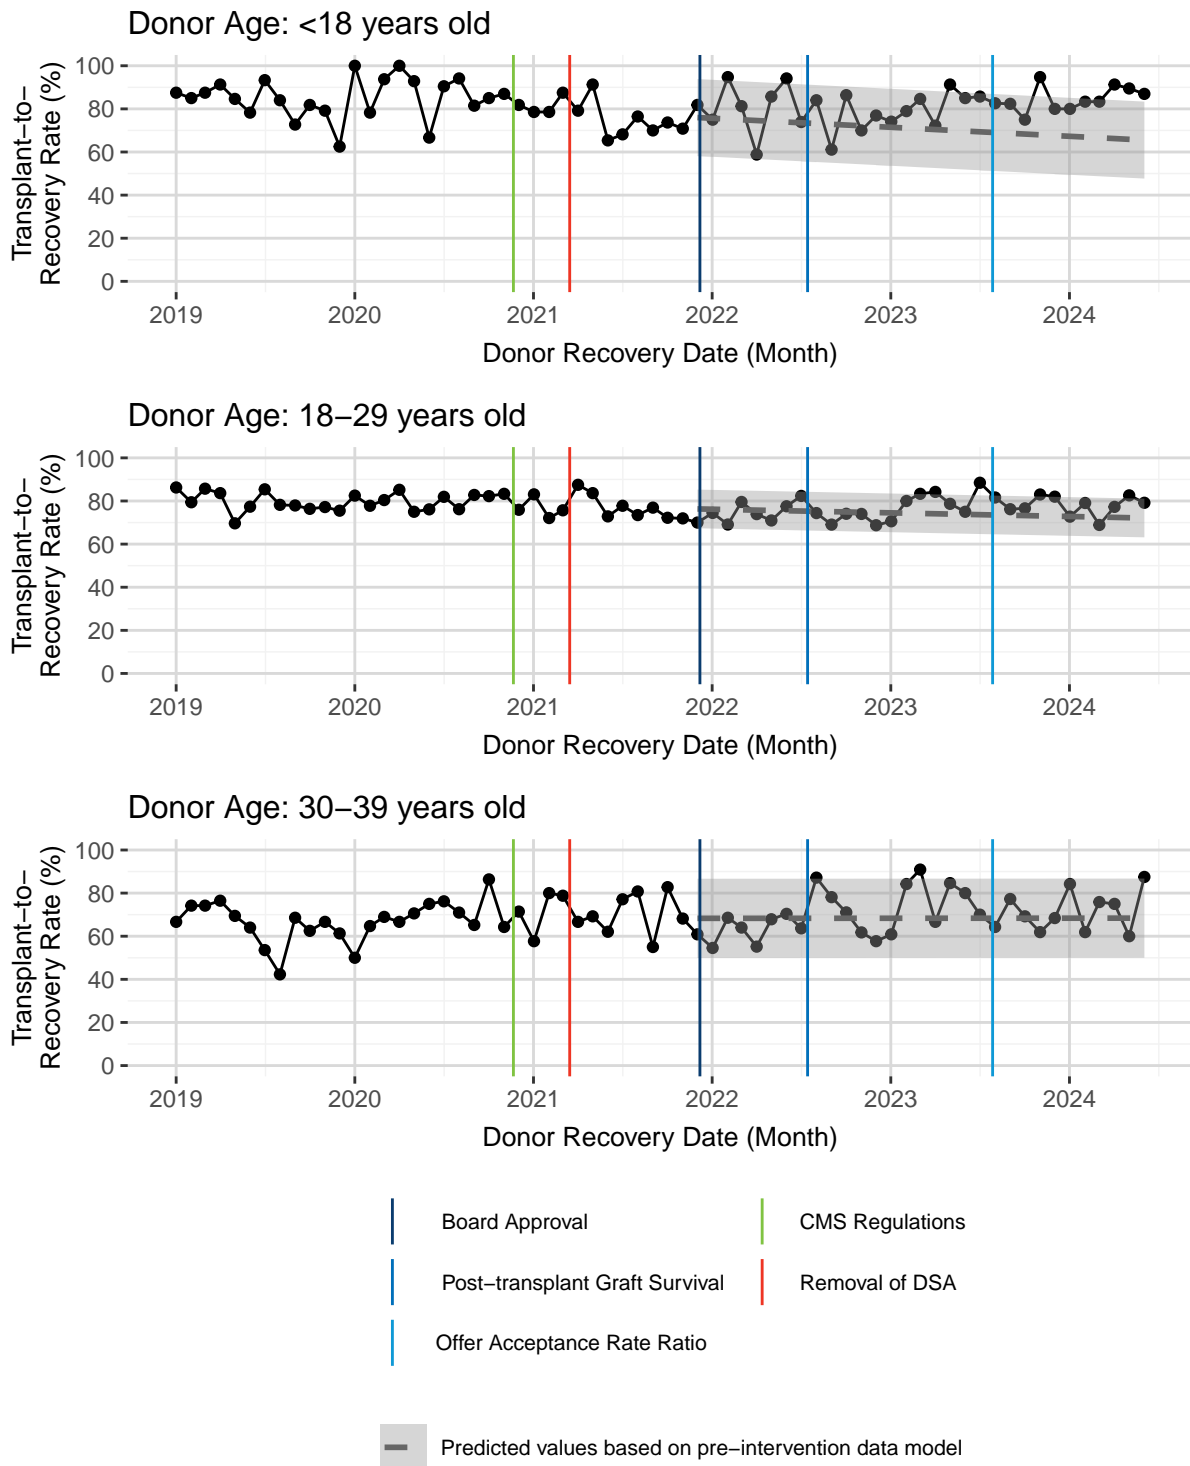 Donor Age: <18 years old
Transplant−to−
Recovery Rate (%)
100
80
60
40
20
0
2019 2020 2021 2022 2023 2024
Donor Recovery Date (Month)
Donor Age: 18−29 years old
Transplant−to−
Recovery Rate (%)
100
80
60
40
20
0
2019 2020 2021 2022 2023 2024
Donor Recovery Date (Month)
Donor Age: 30−39 years old
Transplant−to−
Recovery Rate (%)
100
80
60
40
20
0
2019 2020 2021 2022 2023 2024
Donor Recovery Date (Month)
Board Approval
CMS Regulations
Post−transplant Graft Survival
Removal of DSA
Offer Acceptance Rate Ratio
Predicted values based on pre−intervention data model